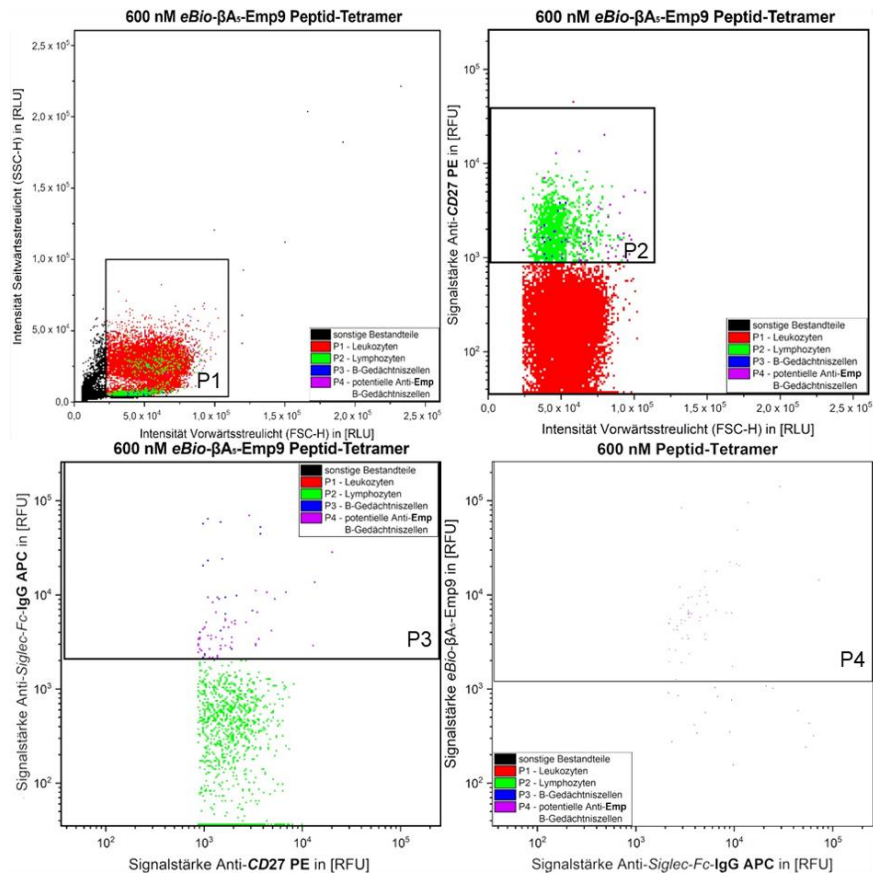 600 nM eBio-βA₅-Emp9 Peptid-Tetramer
Intensität Seitwärtsstreulicht (SSC-H) in [RLU]
2,5 x 10⁵
2,0 x 10⁵
1,5 x 10⁵
1,0 x 10⁵
5,0 x 10⁴
0,0
P1
sonstige Bestandteile
P1 - Leukozyten
P2 - Lymphozyten
P3 - B-Gedächtniszellen
P4 - potentielle Anti-Emp
B-Gedächtniszellen
0,0 5,0 x 10⁴ 1,0 x 10⁵ 1,5 x 10⁵ 2,0 x 10⁵ 2,5 x 10⁵
Intensität Vorwärtsstreulicht (FSC-H) in [RLU]
600 nM eBio-βA₅-Emp9 Peptid-Tetramer
Signalstärke Anti-CD27 PE in [RFU]
10⁵
10⁴
10³
10²
P2
sonstige Bestandteile
P1 - Leukozyten
P2 - Lymphozyten
P3 - B-Gedächtniszellen
P4 - potentielle Anti-Emp
B-Gedächtniszellen
0,0 5,0 x 10⁴ 1,0 x 10⁵ 1,5 x 10⁵ 2,0 x 10⁵ 2,5 x 10⁵
Intensität Vorwärtsstreulicht (FSC-H) in [RLU]
600 nM eBio-βA₅-Emp9 Peptid-Tetramer
Signalstärke Anti-Siglec-Fc-IgG APC in [RFU]
10⁵
10⁴
10³
10²
sonstige Bestandteile
P1 - Leukozyten
P2 - Lymphozyten
P3 - B-Gedächtniszellen
P4 - potentielle Anti-Emp
B-Gedächtniszellen
P3
10² 10³ 10⁴ 10⁵
Signalstärke Anti-CD27 PE in [RFU]
600 nM Peptid-Tetramer
Signalstärke eBio-βA₅-Emp9 in [RFU]
10⁵
10⁴
10³
10²
P4
sonstige Bestandteile
P1 - Leukozyten
P2 - Lymphozyten
P3 - B-Gedächtniszellen
P4 - potentielle Anti-Emp
B-Gedächtniszellen
10² 10³ 10⁴ 10⁵
Signalstärke Anti-Siglec-Fc-IgG APC in [RFU]